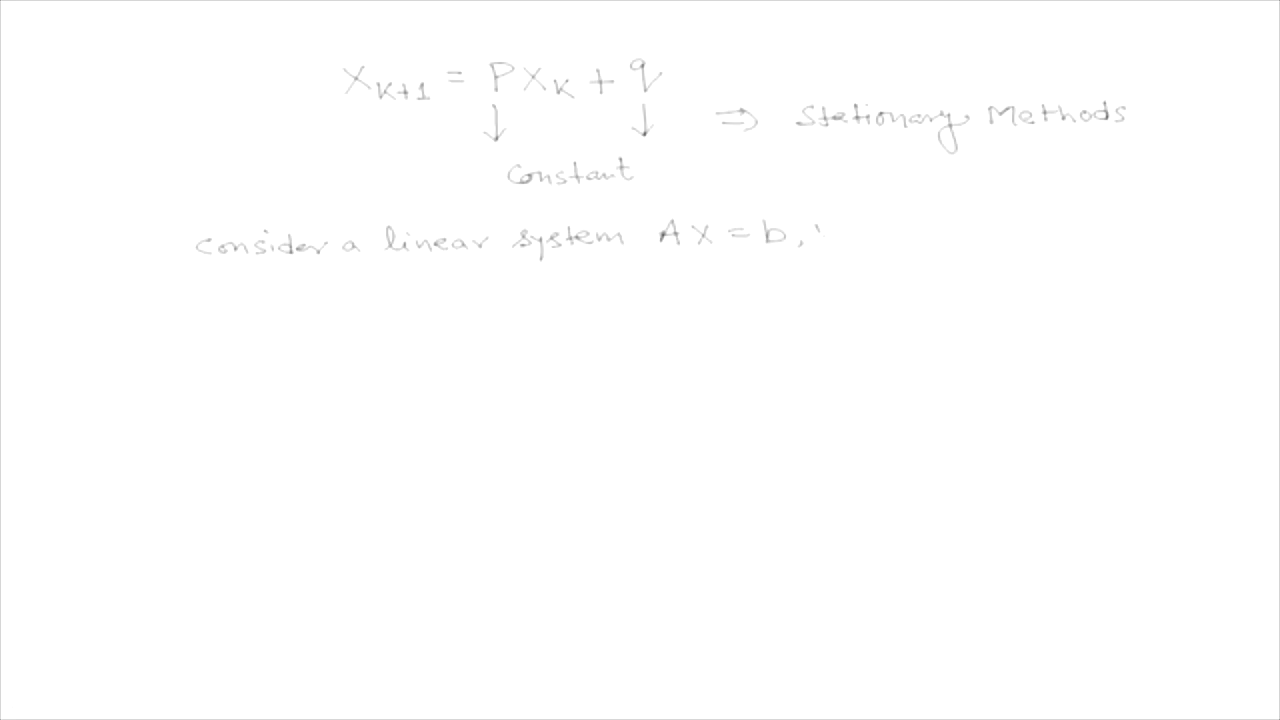 X_{K+1} = P X_K + q
⇒ Stationary Methods
↓ ↓
Constant
Consider a linear system AX = b,